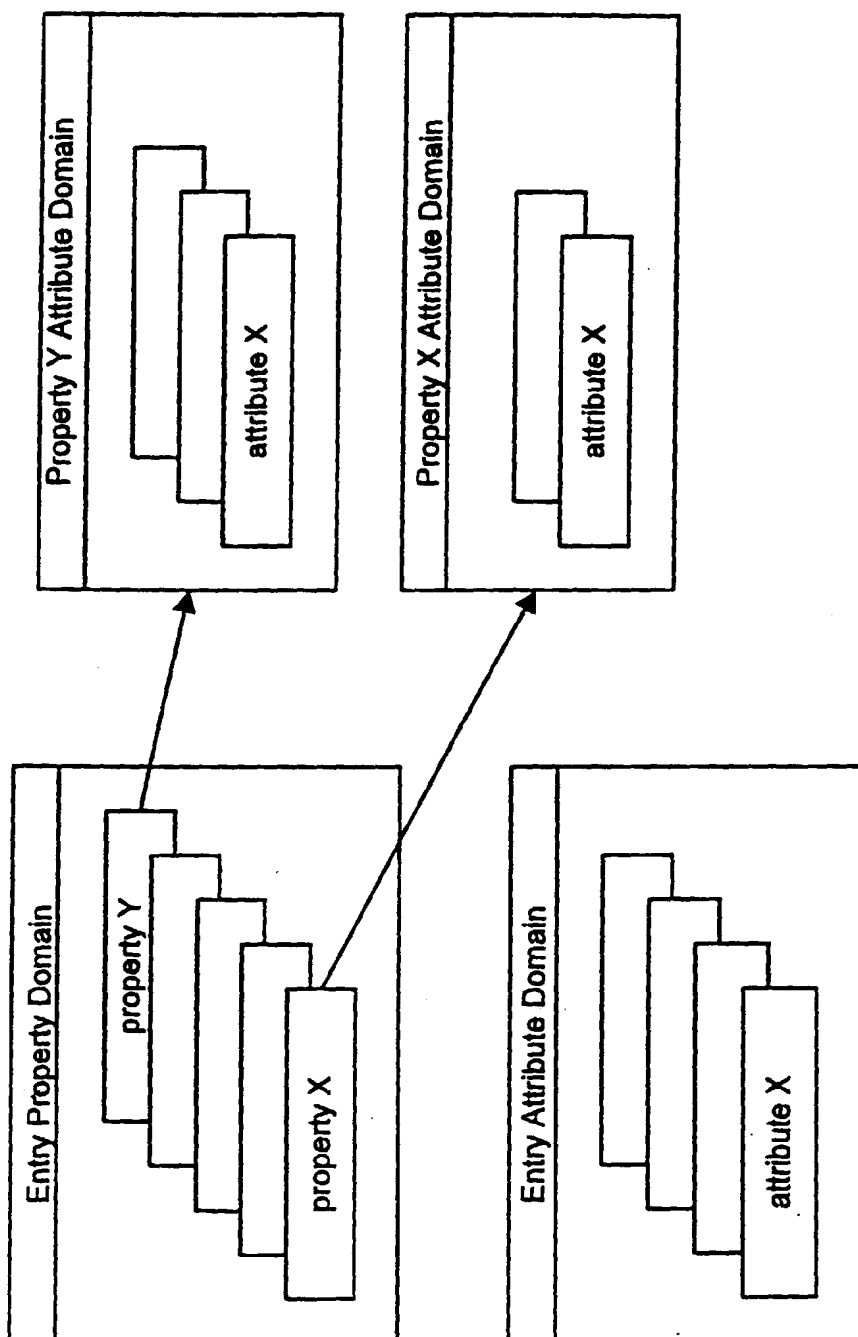 Entry Property Domain
property Y
property X
Property Y Attribute Domain
attribute X
Entry Attribute Domain
attribute X
Property X Attribute Domain
attribute X